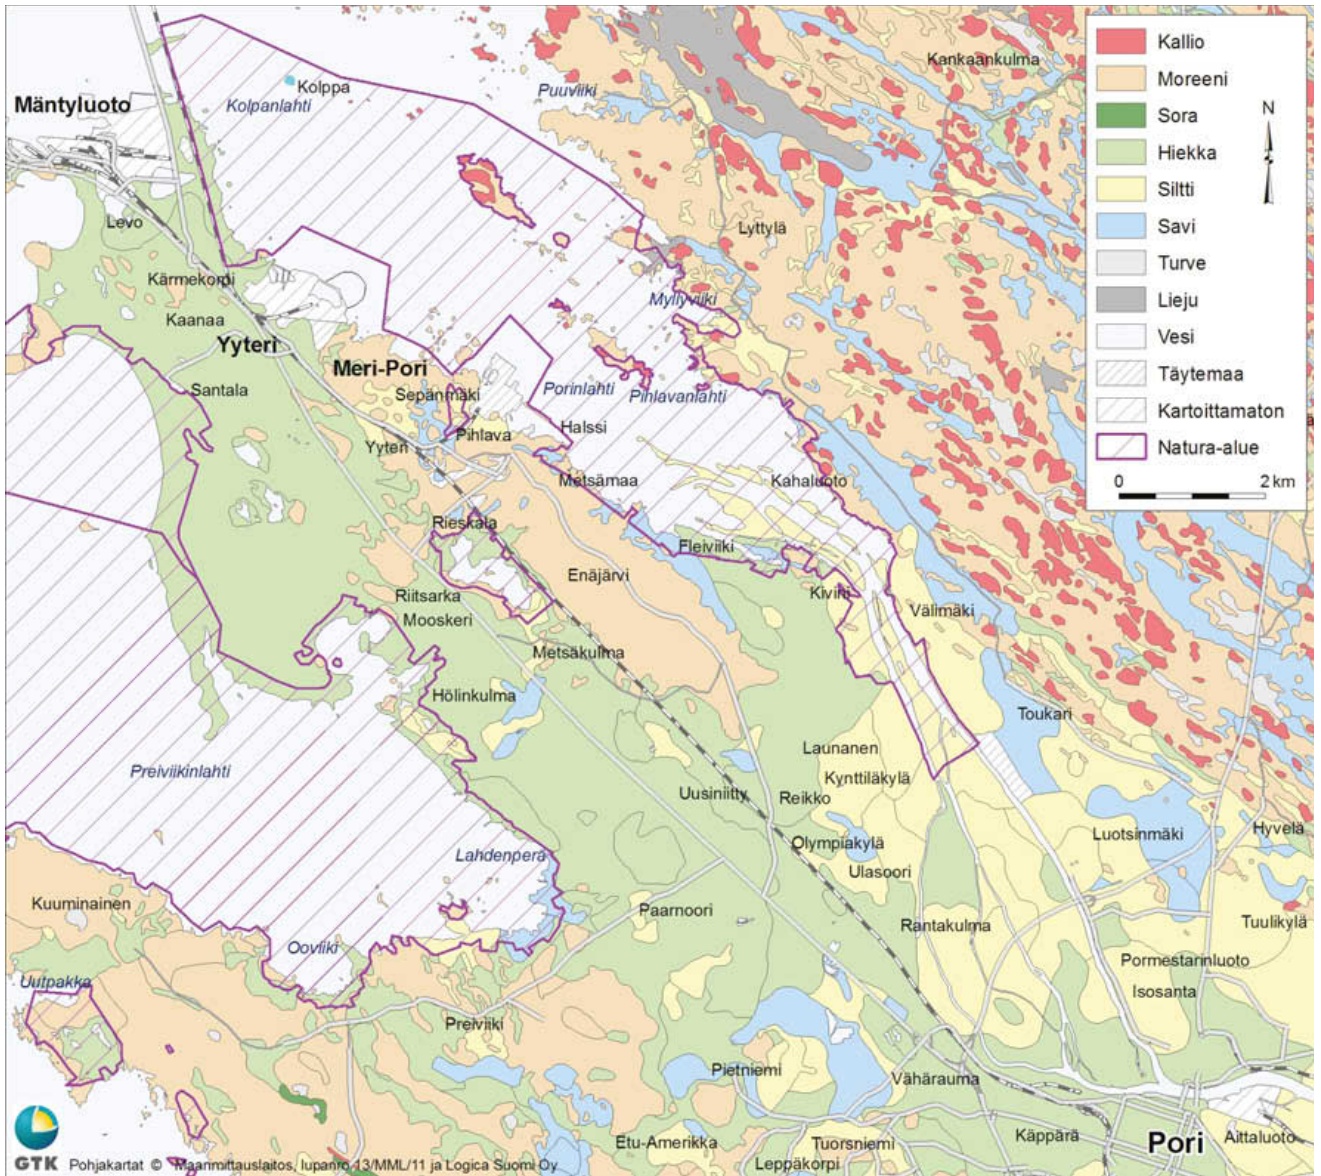 Kallio
Moreeni
Sora
Hiekka
Siltti
Savi
Turve
Lieju
Vesi
Täytemaa
Kartoittamaton
Natura-alue
0 2 km
N
Kankaankulma
Kolppa
Kolpanlahti
Puuviiki
Mäntyluoto
Levo
Lyttylä
Kärmekorpi
Myllyviiki
Kaanaa
Yyteri
Meri-Pori
Santala
Sepänmäki
Porinlahti
Pihlavanlahti
Halssi
Yyteri
Pihlava
Metsämaa
Kahaluoto
Rieskala
Fleiviiki
Enäjärvi
Riitsarka
Kivini
Mooskeri
Välimäki
Metsäkulma
Hölinkulma
Toukari
Launanen
Preiviikinlahti
Kynttiläkylä
Uusiniitty
Reikko
Luotsinmäki
Hyvelä
Olympiakylä
Lahdenperä
Ulasoori
Kuuminainen
Paarnoori
Tuulikylä
Rantakulma
Ooviiki
Pormestarinluoto
Uutpakka
Isosanta
Preiviiki
Pietniemi
Vähärauma
Käppärä
Etu-Amerikka
Tuorsniemi
Pori
Aittaluoto
Leppäkorpi
GTK Pohjakartat © Maanmittauslaitos, lupanro 13/MML/11 ja Logica Suomi Oy